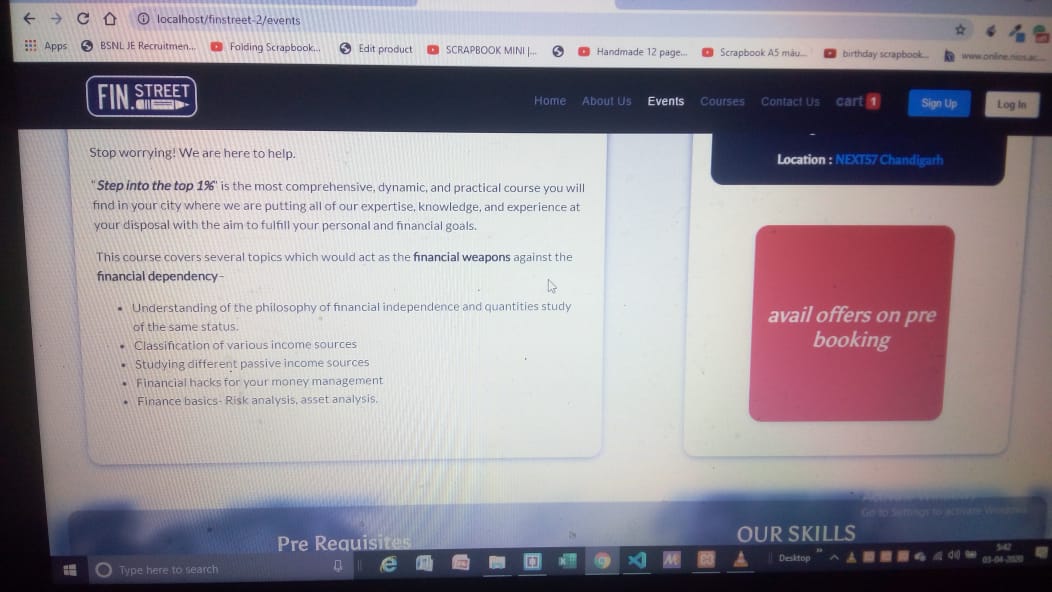 localhost/finstreet-2/events
Apps
BSNL JE Recruitmen...
Folding Scrapbook...
Edit product
SCRAPBOOK MINI |...
Handmade 12 page...
Scrapbook A5 màu...
birthday scrapbook...
www.online.nios.ac....
FIN. STREET
Home
About Us
Events
Courses
Contact Us
cart 1
Sign Up
Log In
Stop worrying! We are here to help.
"Step into the top 1%" is the most comprehensive, dynamic, and practical course you will
find in your city where we are putting all of our expertise, knowledge, and experience at
your disposal with the aim to fulfill your personal and financial goals.
This course covers several topics which would act as the financial weapons against the
financial dependency-
• Understanding of the philosophy of financial independence and quantities study
of the same status.
• Classification of various income sources
• Studying different passive income sources
• Financial hacks for your money management
• Finance basics- Risk analysis, asset analysis.
Location : NEXT57 Chandigarh
avail offers on pre
booking
Activate Windows
Go to Settings to activate Windows.
Pre Requisites
OUR SKILLS
Type here to search
Desktop
5:42
03-04-2020